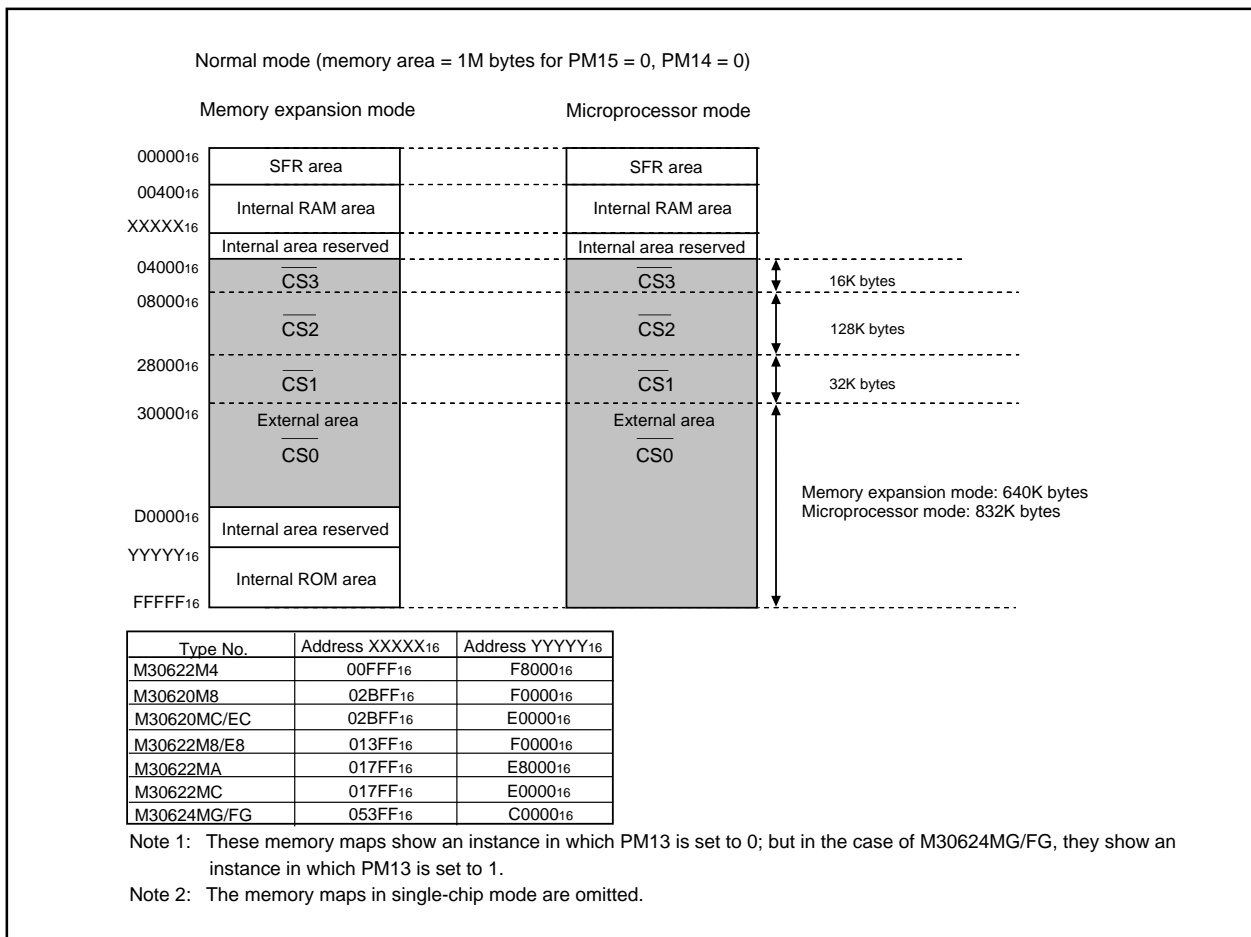 Normal mode (memory area = 1M bytes for PM15 = 0, PM14 = 0)
Memory expansion mode
Microprocessor mode
0000016
SFR area
SFR area
0040016
Internal RAM area
Internal RAM area
XXXXX16
Internal area reserved
Internal area reserved
0400016
CS3
CS3
16K bytes
0800016
CS2
CS2
128K bytes
2800016
CS1
CS1
32K bytes
3000016
External area
External area
CS0
CS0
Memory expansion mode: 640K bytes
Microprocessor mode: 832K bytes
D000016
Internal area reserved
YYYYY16
Internal ROM area
FFFFF16
Type No. Address XXXXX16 Address YYYYY16
M30622M4 00FFF16 F800016
M30620M8 02BFF16 F000016
M30620MC/EC 02BFF16 E000016
M30622M8/E8 013FF16 F000016
M30622MA 017FF16 E800016
M30622MC 017FF16 E000016
M30624MG/FG 053FF16 C000016
Note 1: These memory maps show an instance in which PM13 is set to 0; but in the case of M30624MG/FG, they show an
instance in which PM13 is set to 1.
Note 2: The memory maps in single-chip mode are omitted.